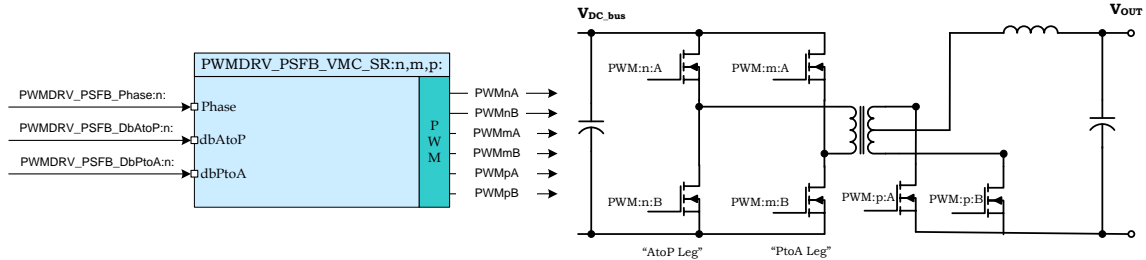 PWMDRV_PSFB_VMC_SR:n,m,p:
PWMDRV_PSFB_Phase:n:
PWMDRV_PSFB_DbAtoP:n:
PWMDRV_PSFB_DbPtoA:n:
Phase
dbAtoP
dbPtoA
P
W
M
PWMnA
PWMnB
PWMmA
PWMmB
PWMpA
PWMpB
VDC_bus
VOUT
PWM:n:A
PWM:m:A
PWM:n:B
PWM:m:B
PWM:p:A
PWM:p:B
“AtoP Leg”
“PtoA Leg”